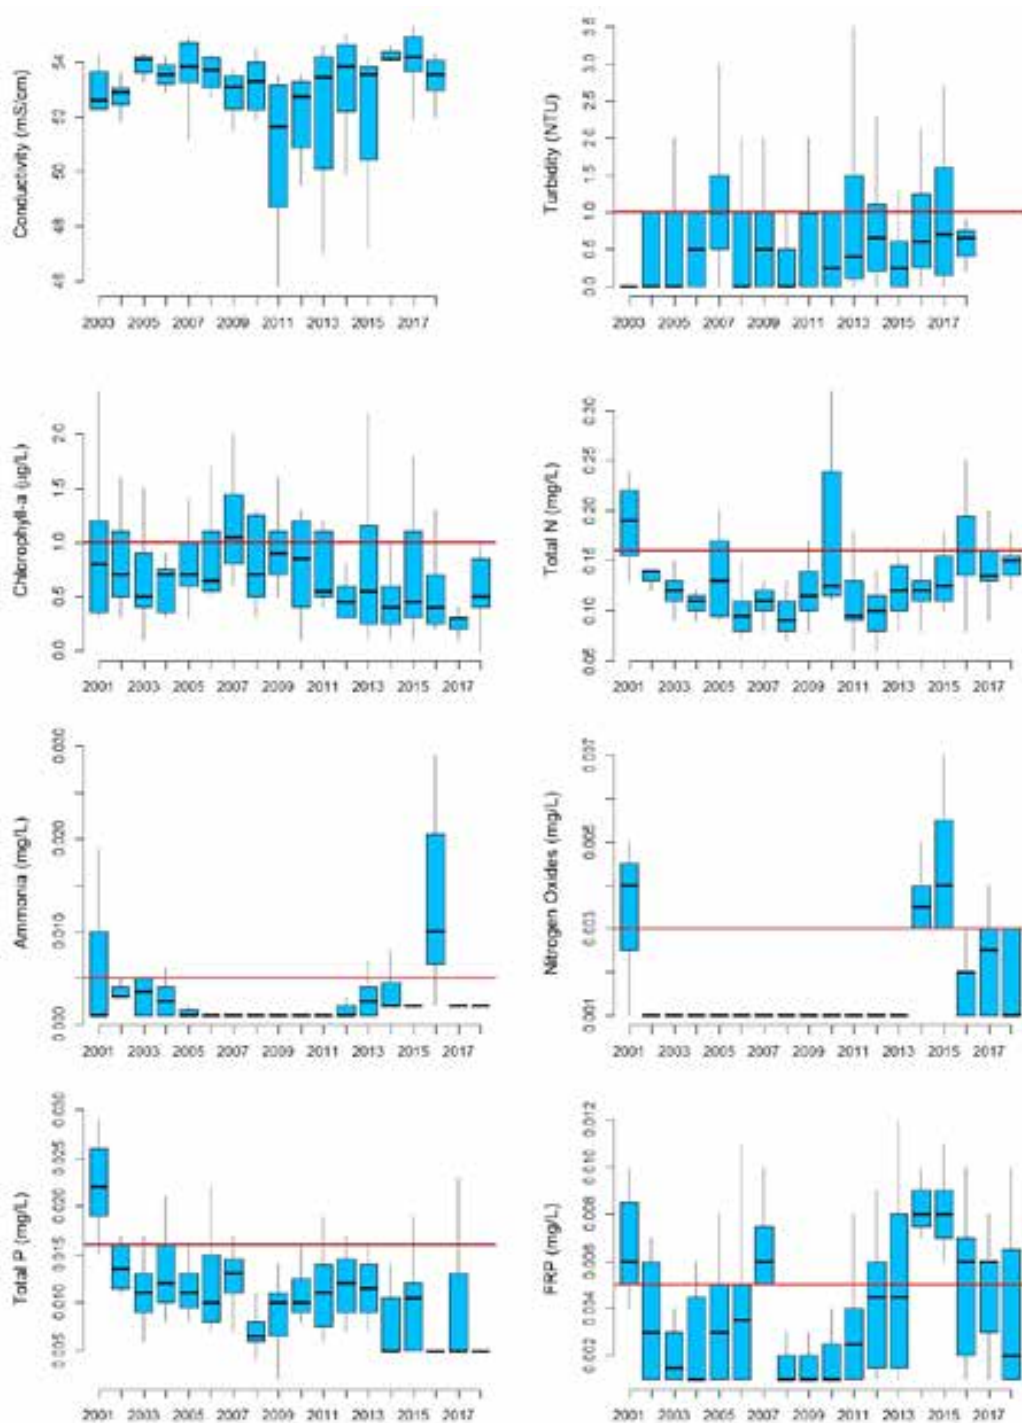 Conductivity (mS/cm)
54
52
50
48
46
2003 2005 2007 2009 2011 2013 2015 2017
Turbidity (NTU)
3.5
3.0
2.5
2.0
1.5
1.0
0.5
0.0
2003 2005 2007 2009 2011 2013 2015 2017
Chlorophyll-a (µg/L)
2.0
1.5
1.0
0.5
0.0
2001 2003 2005 2007 2009 2011 2013 2015 2017
Total N (mg/L)
0.30
0.25
0.20
0.15
0.10
0.05
2001 2003 2005 2007 2009 2011 2013 2015 2017
Ammonia (mg/L)
0.030
0.020
0.010
0.000
2001 2003 2005 2007 2009 2011 2013 2015 2017
Nitrogen Oxides (mg/L)
0.007
0.005
0.003
0.001
2001 2003 2005 2007 2009 2011 2013 2015 2017
Total P (mg/L)
0.030
0.025
0.020
0.015
0.010
0.005
2001 2003 2005 2007 2009 2011 2013 2015 2017
FRP (mg/L)
0.012
0.010
0.008
0.006
0.004
0.002
2001 2003 2005 2007 2009 2011 2013 2015 2017